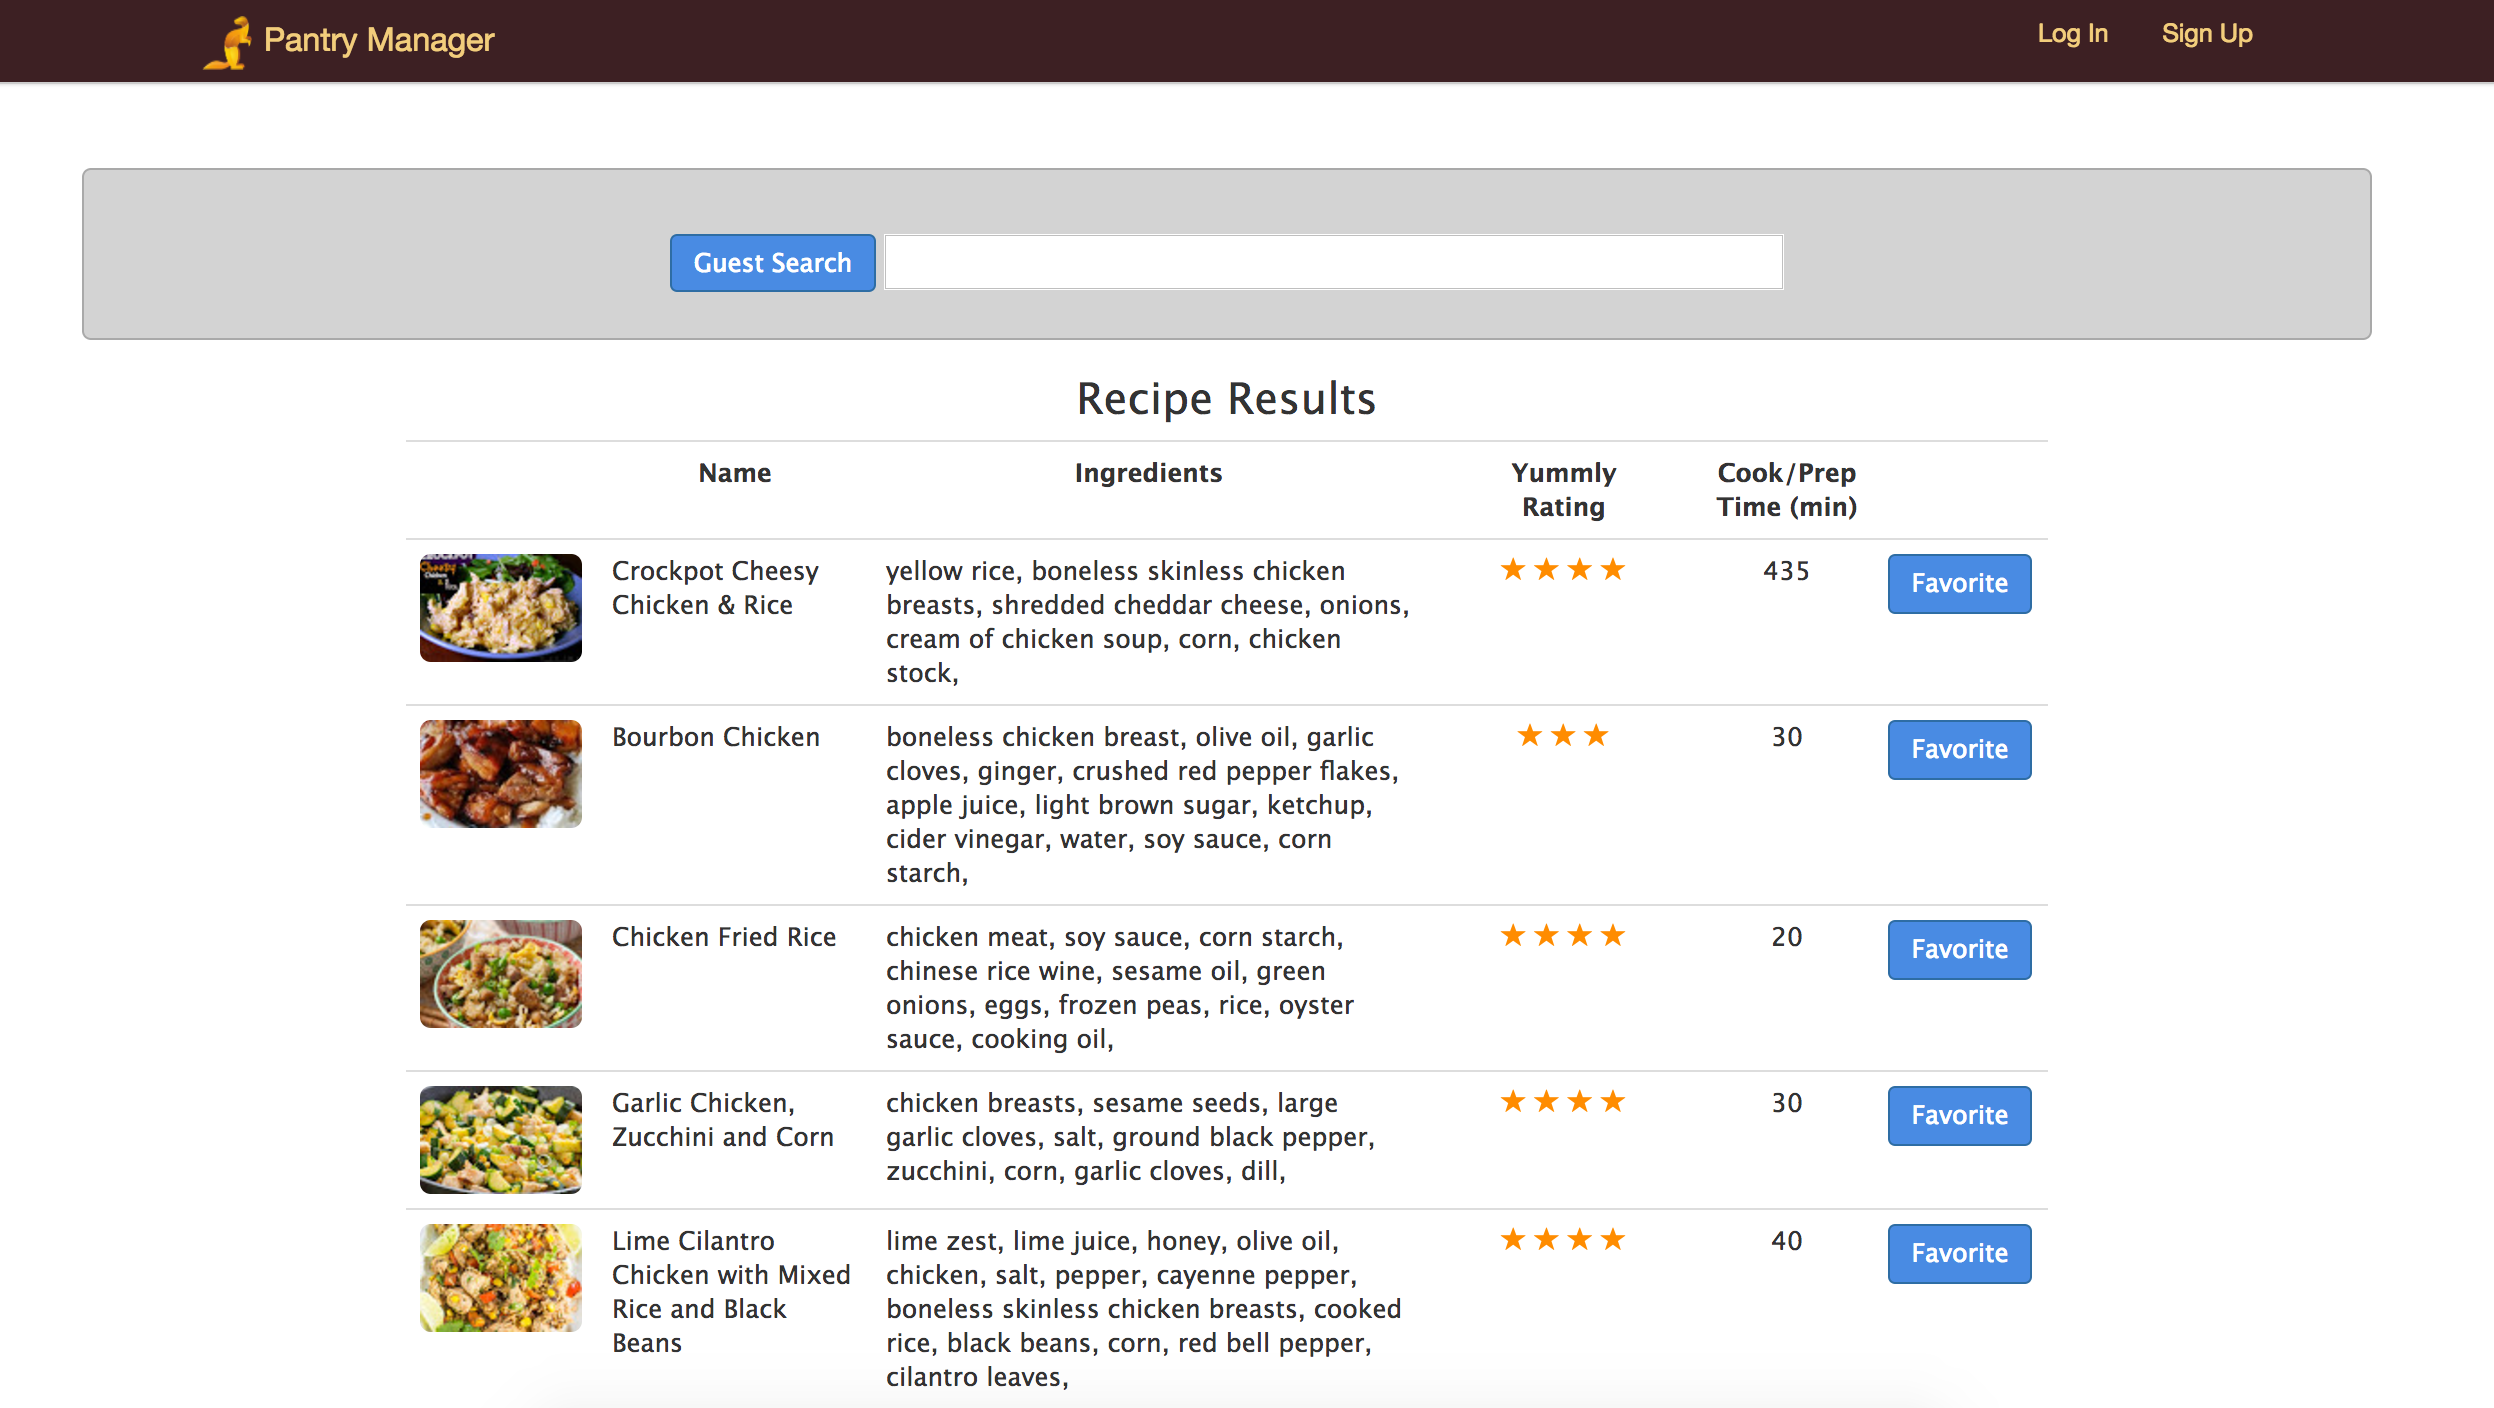 Pantry Manager
Log In
Sign Up
Guest Search
Recipe Results
Name
Ingredients
Yummly
Rating
Cook/Prep
Time (min)
Crockpot Cheesy
Chicken & Rice
yellow rice, boneless skinless chicken
breasts, shredded cheddar cheese, onions,
cream of chicken soup, corn, chicken
stock,
★ ★ ★ ★
435
Favorite
Bourbon Chicken
boneless chicken breast, olive oil, garlic
cloves, ginger, crushed red pepper flakes,
apple juice, light brown sugar, ketchup,
cider vinegar, water, soy sauce, corn
starch,
★ ★ ★
30
Favorite
Chicken Fried Rice
chicken meat, soy sauce, corn starch,
chinese rice wine, sesame oil, green
onions, eggs, frozen peas, rice, oyster
sauce, cooking oil,
★ ★ ★ ★
20
Favorite
Garlic Chicken,
Zucchini and Corn
chicken breasts, sesame seeds, large
garlic cloves, salt, ground black pepper,
zucchini, corn, garlic cloves, dill,
★ ★ ★ ★
30
Favorite
Lime Cilantro
Chicken with Mixed
Rice and Black
Beans
lime zest, lime juice, honey, olive oil,
chicken, salt, pepper, cayenne pepper,
boneless skinless chicken breasts, cooked
rice, black beans, corn, red bell pepper,
cilantro leaves,
★ ★ ★ ★
40
Favorite